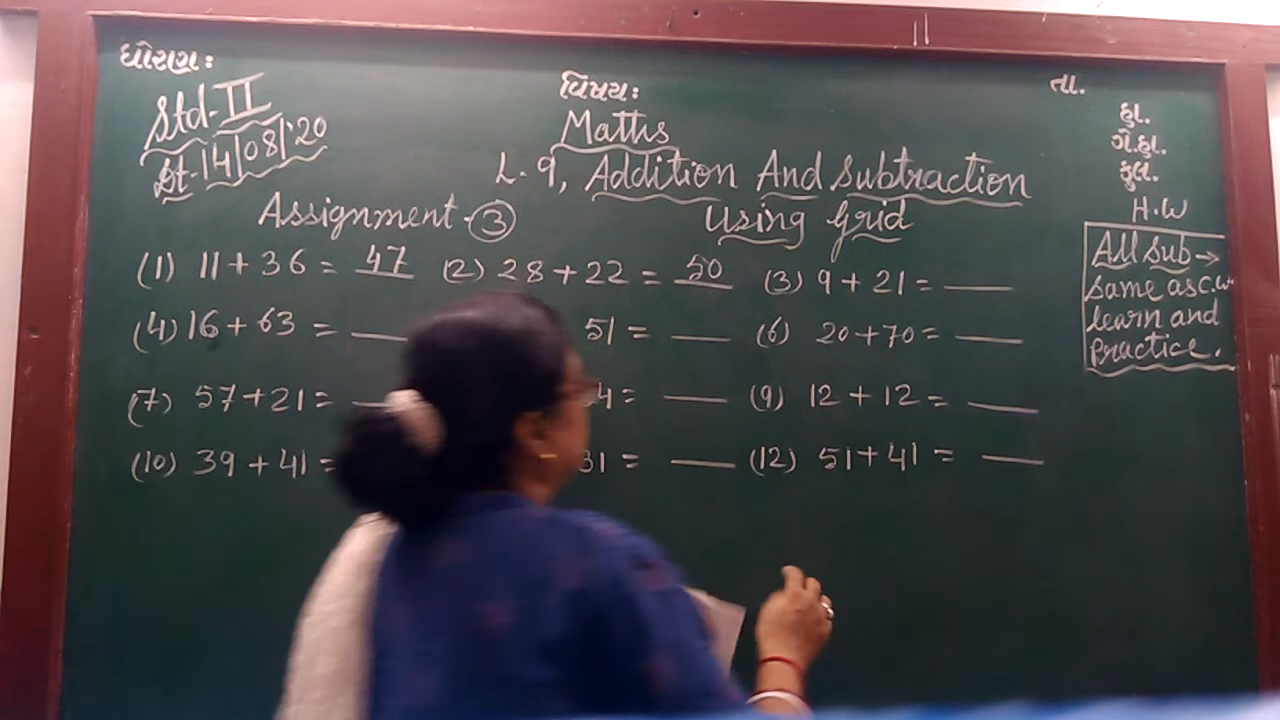 ધોરણ:
વિષય:
તા.
Std-II
Maths
હા.
Dt-14|08|'20
ગે.હા.
L-9, Addition And Subtraction
કુલ.
Assignment-③ Using Grid
H.W
(1) 11+36 = 47 (2) 28+22 = 50 (3) 9+21 = ___
All Sub→
Same as C.W.
(4) 16+63 = ___ 51 = ___ (6) 20+70 = ___
learn and
Practice.
(7) 57+21 = ___ 4 = ___ (9) 12+12 = ___
(10) 39+41 = 31 = ___ (12) 51+41 = ___